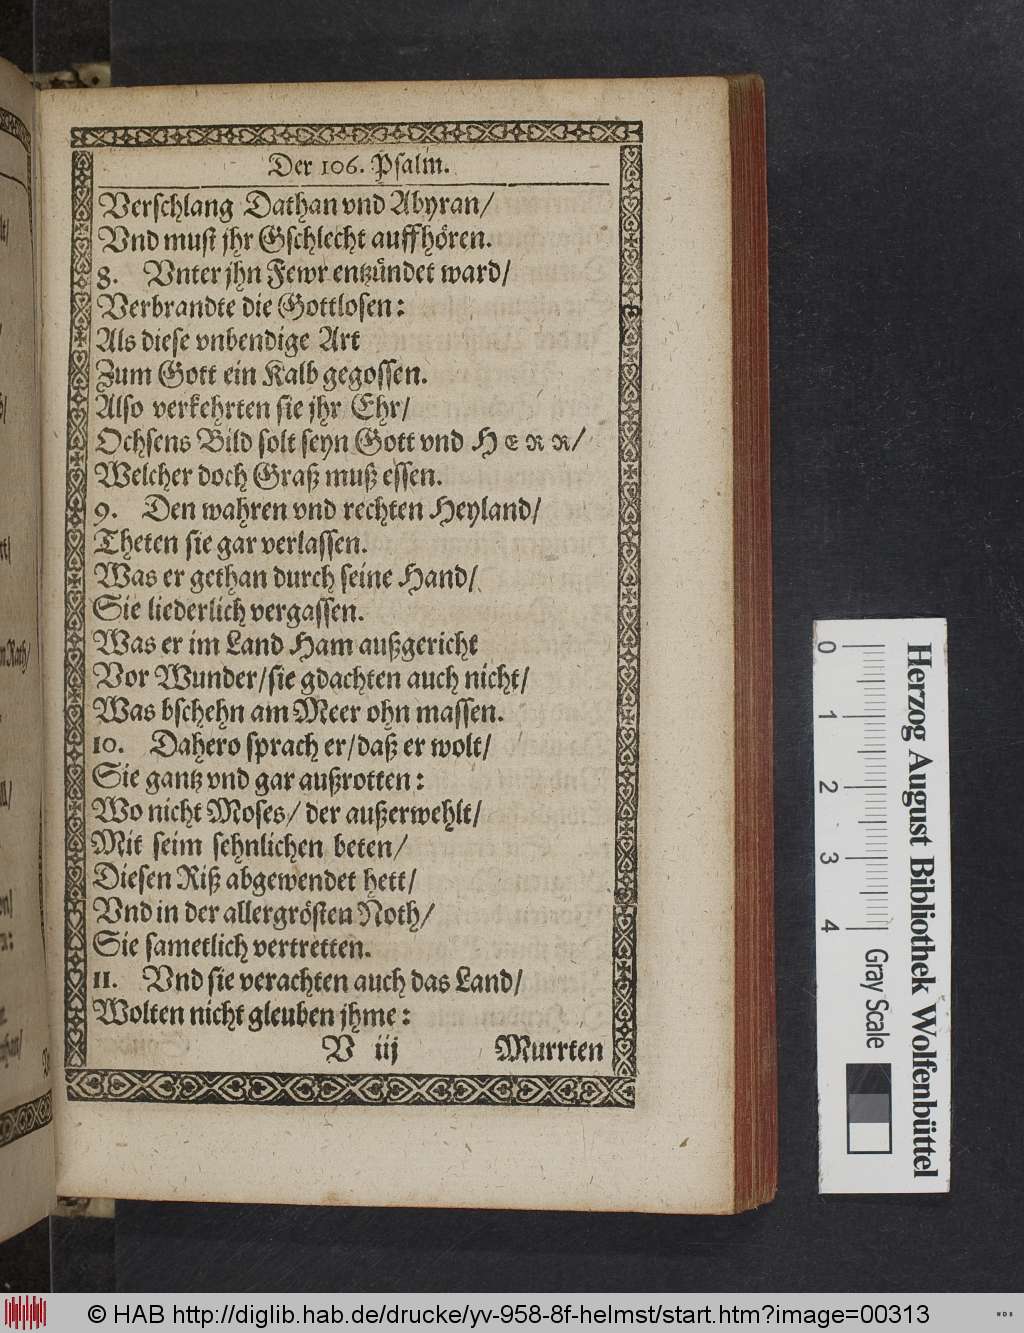 Der 106. Psalm.
Verschlang Dathan vnd Abyran/
Vnd must jhr Gschlecht auffhören.
8. Vnter jhn Fewr entzündet ward/
Verbrandte die Gottlosen:
Als diese vnbendige Art
Zum Gott ein Kalb gegossen.
Also verkehrten sie jhr Ehr/
Ochsens Bild solt seyn Gott vnd HERR/
Welcher doch Graß muß essen.
9. Den wahren vnd rechten Heyland/
Theten sie gar verlassen.
Was er gethan durch seine Hand/
Sie liederlich vergassen.
Was er im Land Ham außgericht
Vor Wunder/sie gdachten auch nicht/
Was bschehn am Meer ohn massen.
10. Dahero sprach er/daß er wolt/
Sie gantz vnd gar außrotten:
Wo nicht Moses/ der außerwehlt/
Mit seim sehnlichen beten/
Diesen Riß abgewendet hett/
Vnd in der allergrösten Noth/
Sie sametlich vertretten.
11. Vnd sie verachten auch das Land/
Wolten nicht gleuben jhme:
V iij Murrten
0 1 2 3 4
Gray Scale
Herzog August Bibliothek Wolfenbüttel
© HAB http://diglib.hab.de/drucke/yv-958-8f-helmst/start.htm?image=00313